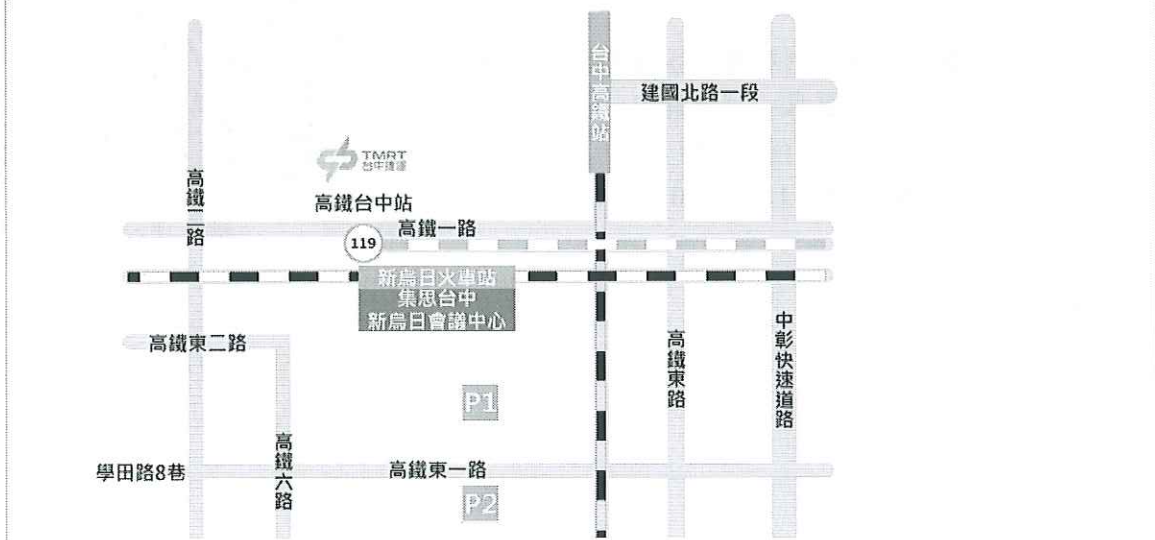 台中高鐵站
建國北路一段
TMRT
台中捷運
高鐵台中站
高鐵一路
119
高鐵二路
新烏日火車站
集思台中
新烏日會議中心
高鐵東二路
高鐵東路
中彰快速道路
P1
高鐵六路
學田路8巷
高鐵東一路
P2